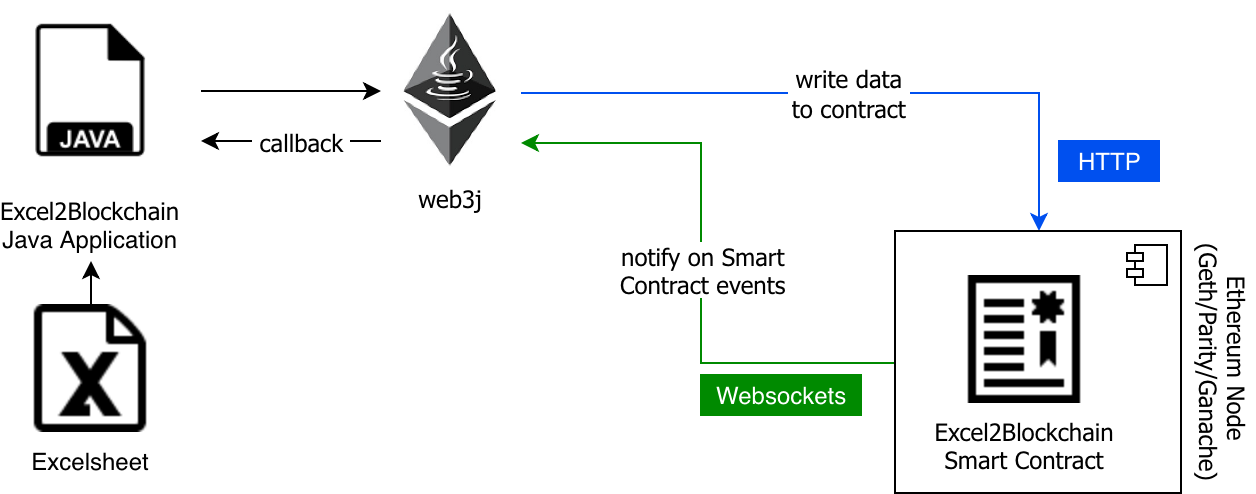 JAVA
callback
web3j
write data
to contract
HTTP
Excel2Blockchain
Java Application
notify on Smart
Contract events
Websockets
X
Excelsheet
Excel2Blockchain
Smart Contract
Ethereum Node
(Geth/Parity/Ganache)